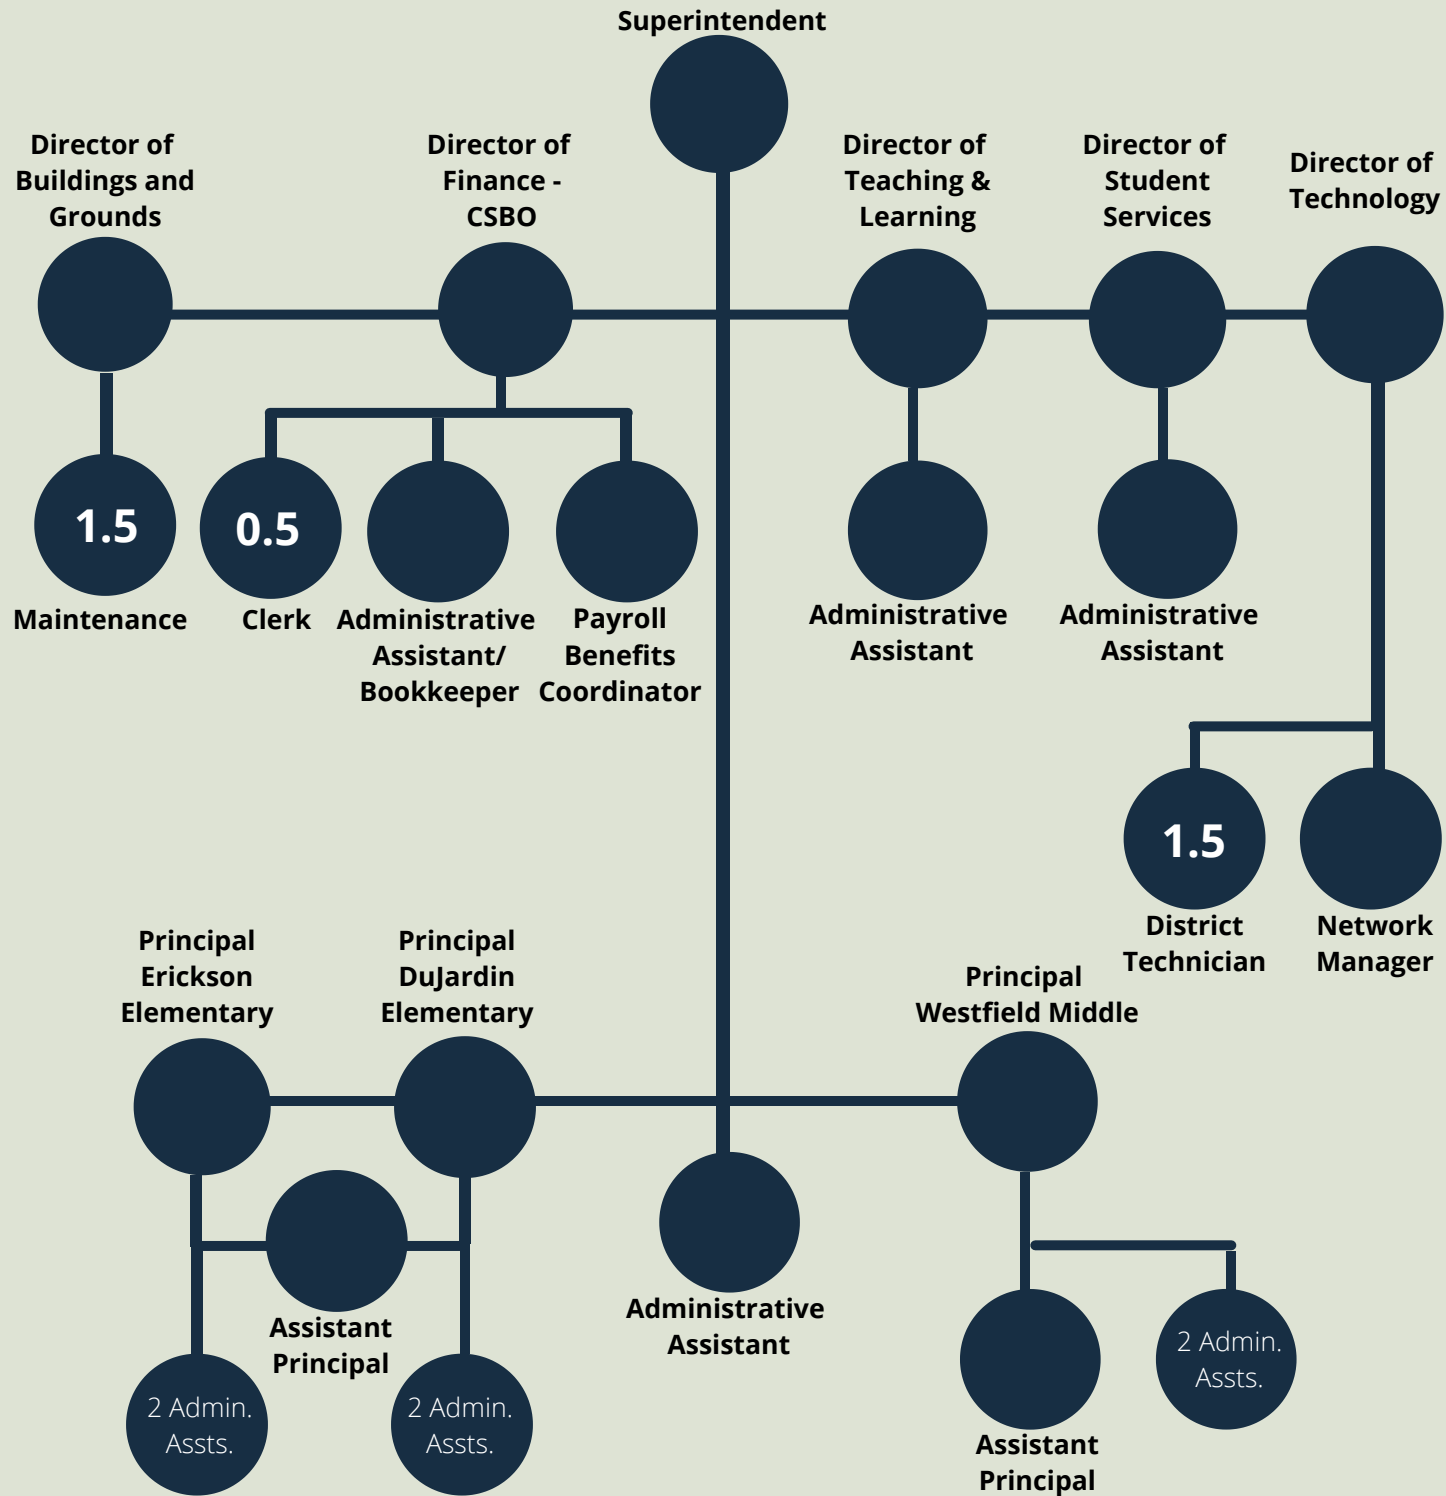 Superintendent
Director of
Buildings and
Grounds
Director of
Finance -
CSBO
Director of
Teaching &
Learning
Director of
Student
Services
Director of
Technology
1.5
Maintenance
0.5
Clerk
Administrative
Assistant/
Bookkeeper
Payroll
Benefits
Coordinator
Administrative
Assistant
Administrative
Assistant
1.5
District
Technician
Network
Manager
Principal
Erickson
Elementary
Principal
DuJardin
Elementary
Principal
Westfield Middle
Assistant
Principal
2 Admin.
Assts.
2 Admin.
Assts.
Administrative
Assistant
Assistant
Principal
2 Admin.
Assts.